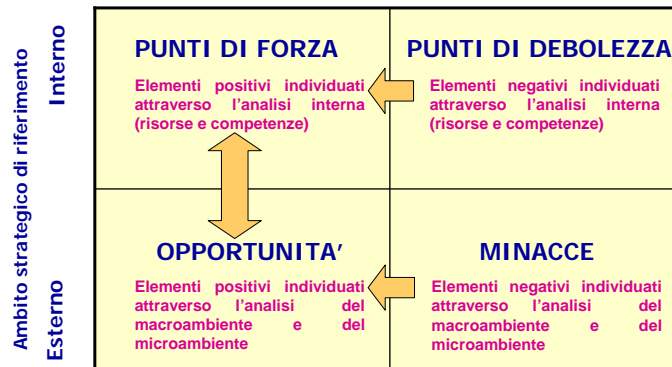 Ambito strategico di riferimento
Interno
PUNTI DI FORZA
Elementi positivi individuati
attraverso l'analisi interna
(risorse e competenze)
PUNTI DI DEBOLEZZA
Elementi negativi individuati
attraverso l'analisi interna
(risorse e competenze)
Esterno
OPPORTUNITA'
Elementi positivi individuati
attraverso l'analisi del
macroambiente e del
microambiente
MINACCE
Elementi negativi individuati
attraverso l'analisi del
macroambiente e del
microambiente